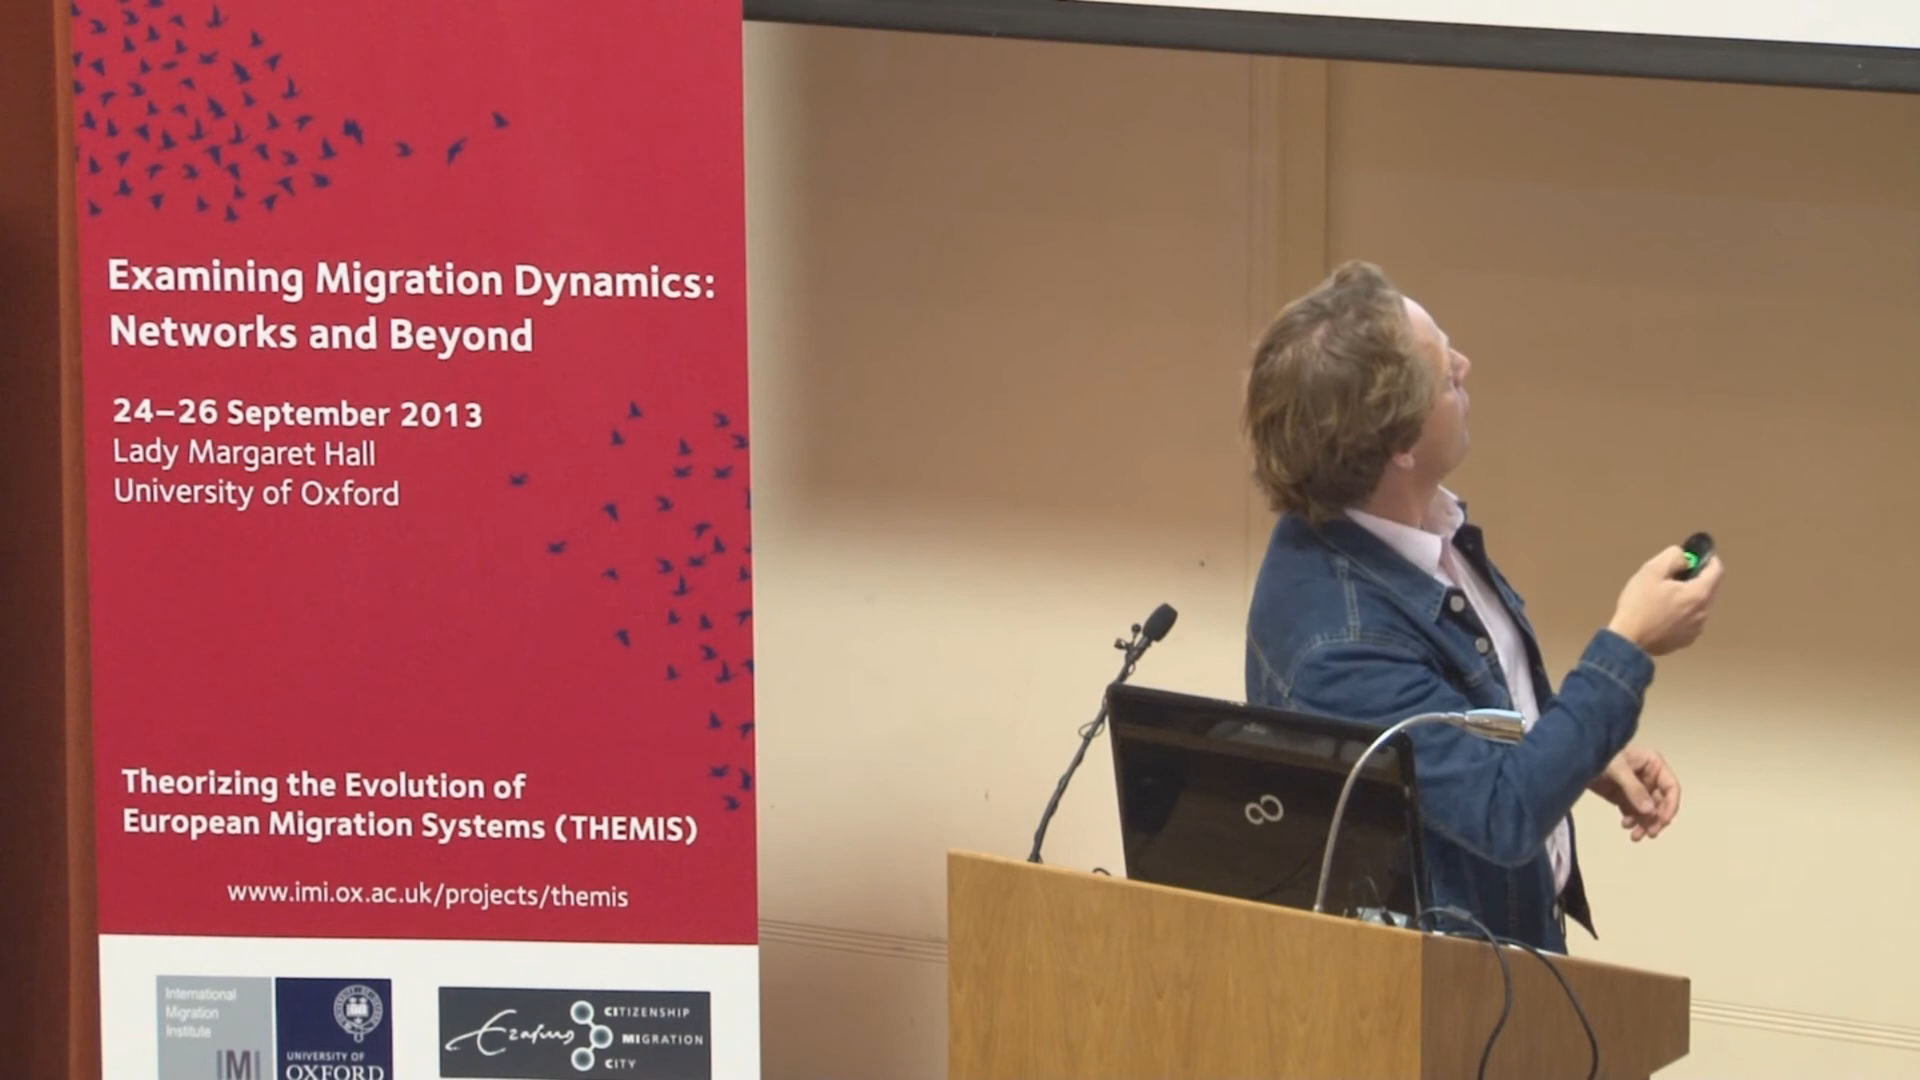 Examining Migration Dynamics:
Networks and Beyond
24–26 September 2013
Lady Margaret Hall
University of Oxford
Theorizing the Evolution of
European Migration Systems (THEMIS)
www.imi.ox.ac.uk/projects/themis
International
Migration
Institute
IMI
UNIVERSITY OF
OXFORD
Erasmus
CITIZENSHIP
MIGRATION
CITY